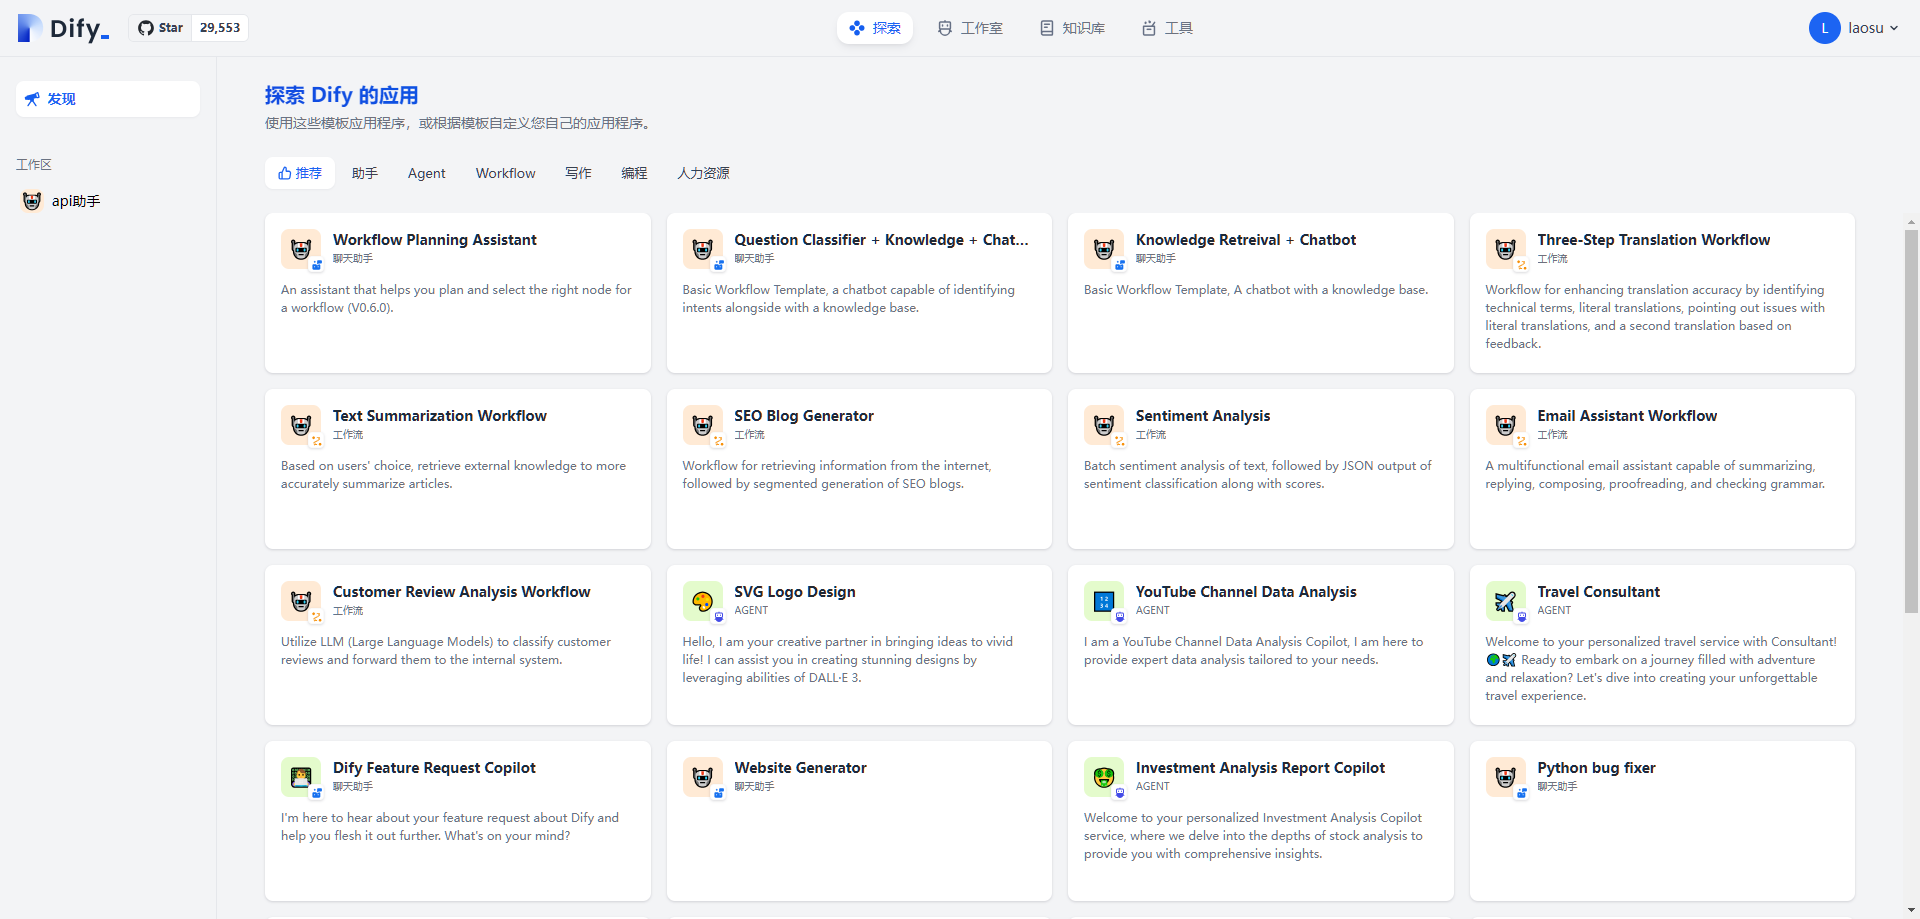 Dify_
Star 29,553
探索
工作室
知识库
工具
L laosu
发现
工作区
api助手
探索 Dify 的应用
使用这些模板应用程序，或根据模板自定义您自己的应用程序。
推荐 助手 Agent Workflow 写作 编程 人力资源
Workflow Planning Assistant
聊天助手
An assistant that helps you plan and select the right node for
a workflow (V0.6.0).
Question Classifier + Knowledge + Chat...
聊天助手
Basic Workflow Template, a chatbot capable of identifying
intents alongside with a knowledge base.
Knowledge Retreival + Chatbot
聊天助手
Basic Workflow Template, A chatbot with a knowledge base.
Three-Step Translation Workflow
工作流
Workflow for enhancing translation accuracy by identifying
technical terms, literal translations, pointing out issues with
literal translations, and a second translation based on
feedback.
Text Summarization Workflow
工作流
Based on users' choice, retrieve external knowledge to more
accurately summarize articles.
SEO Blog Generator
工作流
Workflow for retrieving information from the internet,
followed by segmented generation of SEO blogs.
Sentiment Analysis
工作流
Batch sentiment analysis of text, followed by JSON output of
sentiment classification along with scores.
Email Assistant Workflow
工作流
A multifunctional email assistant capable of summarizing,
replying, composing, proofreading, and checking grammar.
Customer Review Analysis Workflow
工作流
Utilize LLM (Large Language Models) to classify customer
reviews and forward them to the internal system.
SVG Logo Design
AGENT
Hello, I am your creative partner in bringing ideas to vivid
life! I can assist you in creating stunning designs by
leveraging abilities of DALL·E 3.
YouTube Channel Data Analysis
AGENT
I am a YouTube Channel Data Analysis Copilot, I am here to
provide expert data analysis tailored to your needs.
Travel Consultant
AGENT
Welcome to your personalized travel service with Consultant!
🌍✈️ Ready to embark on a journey filled with adventure
and relaxation? Let's dive into creating your unforgettable
travel experience.
Dify Feature Request Copilot
聊天助手
I'm here to hear about your feature request about Dify and
help you flesh it out further. What's on your mind?
Website Generator
聊天助手
Investment Analysis Report Copilot
AGENT
Welcome to your personalized Investment Analysis Copilot
service, where we delve into the depths of stock analysis to
provide you with comprehensive insights.
Python bug fixer
聊天助手